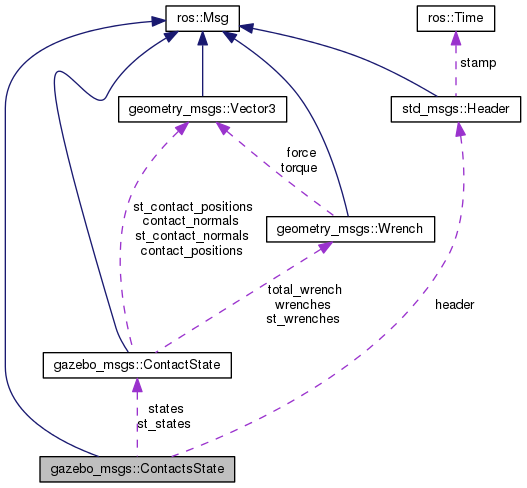 ros::Msg
ros::Time
stamp
geometry_msgs::Vector3
std_msgs::Header
force
torque
st_contact_positions
contact_normals
st_contact_normals
contact_positions
geometry_msgs::Wrench
total_wrench
wrenches
st_wrenches
header
gazebo_msgs::ContactState
states
st_states
gazebo_msgs::ContactsState